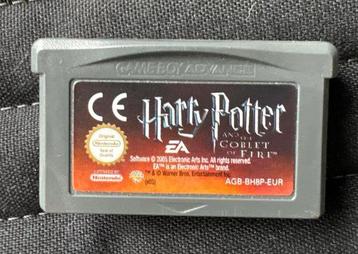 GAME BOY ADVANCE
CE
Harry Potter
AND THE
GOBLET
OF FIRE
EA
Original
Nintendo
Seal of
Quality
Software © 2005 Electronic Arts Inc. All rights reserved.
EA™ is an Electronic Arts™ brand.
LICENSED BY
Nintendo
™ & © Warner Bros. Entertainment Inc.
(s05)
AGB-BH8P-EUR